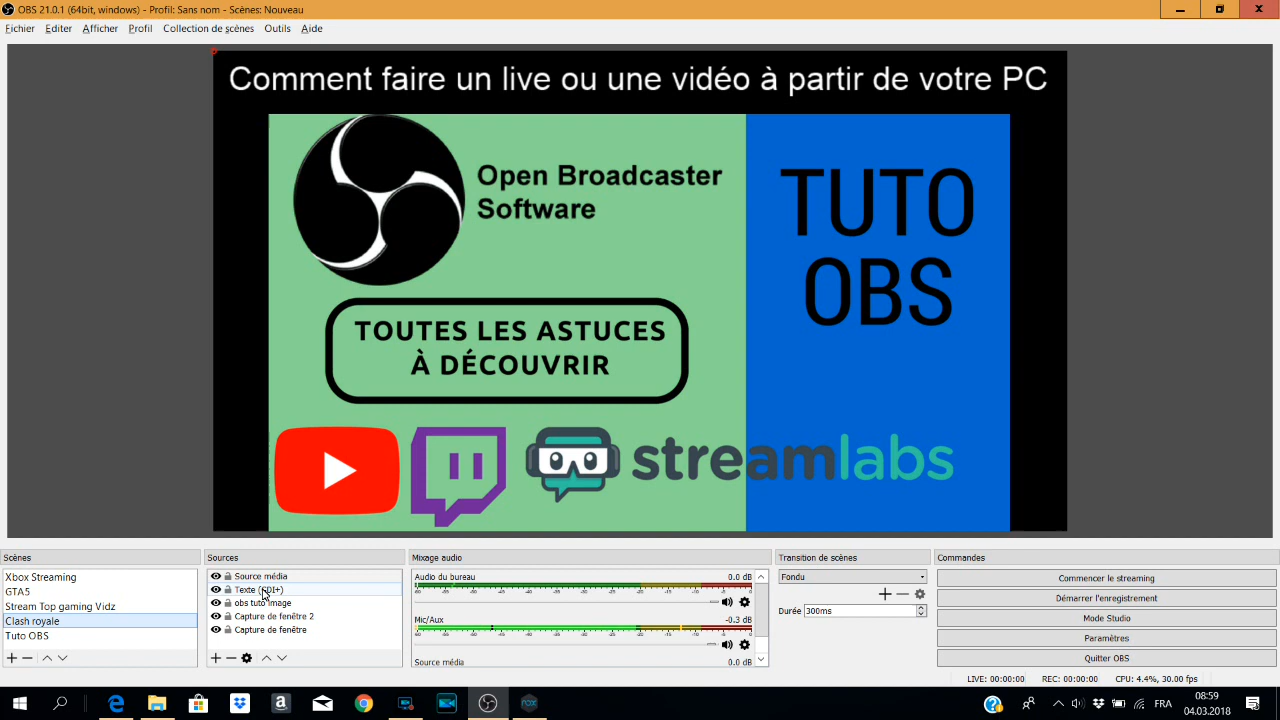 OBS 21.0.1 (64bit, windows) - Profil: Sans nom - Scènes: Nouveau
Fichier Editer Afficher Profil Collection de scènes Outils Aide
Comment faire un live ou une vidéo à partir de votre PC
Open Broadcaster
Software
TUTO
OBS
TOUTES LES ASTUCES
À DÉCOUVRIR
streamlabs
Scènes
Xbox Streaming
GTA5
Stream Top gaming Vidz
Clash royale
Tuto OBS
Sources
Source média
Texte (GDI+)
obs tuto image
Capture de fenêtre 2
Capture de fenêtre
Mixage audio
Audio du bureau 0.0 dB
Mic/Aux -0.3 dB
Source média 0.0 dB
Transition de scènes
Fondu
Durée 300ms
Commandes
Commencer le streaming
Démarrer l'enregistrement
Mode Studio
Paramètres
Quitter OBS
LIVE: 00:00:00 REC: 00:00:00 CPU: 4.4%, 30.00 fps
FRA
08:59
04.03.2018